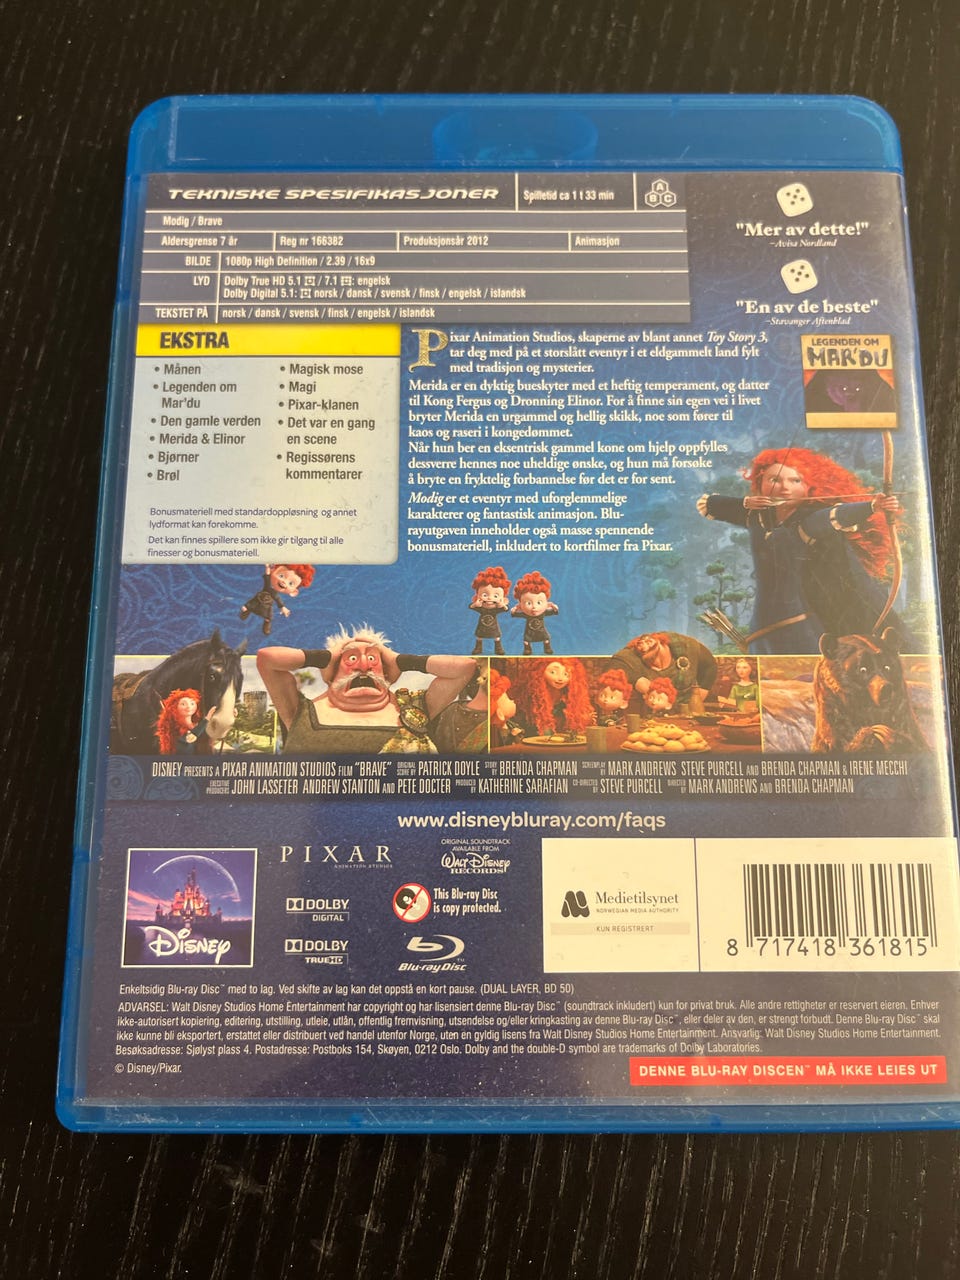 TEKNISKE SPESIFIKASJONER
Spilletid ca 1 t 33 min
A B C
Modig / Brave
Aldersgrense 7 år
Reg nr 166382
Produksjonsår 2012
Animasjon
BILDE 1080p High Definition / 2.39 / 16x9
LYD Dolby True HD 5.1 / 7.1 : engelsk
Dolby Digital 5.1: norsk / dansk / svensk / finsk / engelsk / islandsk
TEKSTET PÅ norsk / dansk / svensk / finsk / engelsk / islandsk
"Mer av dette!"
–Avisa Nordland
"En av de beste"
–Stavanger Aftenblad
LEGENDEN OM
MAR'DU
EKSTRA
• Månen
• Legenden om
Mar'du
• Den gamle verden
• Merida & Elinor
• Bjørner
• Brøl
• Magisk mose
• Magi
• Pixar-klanen
• Det var en gang
en scene
• Regissørens
kommentarer
Bonusmateriell med standardoppløsning og annet
lydformat kan forekomme.
Det kan finnes spillere som ikke gir tilgang til alle
finesser og bonusmateriell.
Pixar Animation Studios, skaperne av blant annet Toy Story 3,
tar deg med på et storslått eventyr i et eldgammelt land fylt
med tradisjon og mysterier.
Merida er en dyktig bueskyter med et heftig temperament, og datter
til Kong Fergus og Dronning Elinor. For å finne sin egen vei i livet
bryter Merida en urgammel og hellig skikk, noe som fører til
kaos og raseri i kongedømmet.
Når hun ber en eksentrisk gammel kone om hjelp oppfylles
dessverre hennes noe uheldige ønske, og hun må forsøke
å bryte en fryktelig forbannelse før det er for sent.
Modig er et eventyr med uforglemmelige
karakterer og fantastisk animasjon. Blu-
rayutgaven inneholder også masse spennende
bonusmateriell, inkludert to kortfilmer fra Pixar.
DISNEY PRESENTS A PIXAR ANIMATION STUDIOS FILM "BRAVE" ORIGINAL SCORE BY PATRICK DOYLE STORY BY BRENDA CHAPMAN SCREENPLAY BY MARK ANDREWS STEVE PURCELL AND BRENDA CHAPMAN & IRENE MECCHI
EXECUTIVE PRODUCERS JOHN LASSETER ANDREW STANTON AND PETE DOCTER PRODUCED BY KATHERINE SARAFIAN CO-DIRECTED BY STEVE PURCELL DIRECTED BY MARK ANDREWS AND BRENDA CHAPMAN
www.disneybluray.com/faqs
Disney
PIXAR
ANIMATION STUDIOS
ORIGINAL SOUNDTRACK
AVAILABLE FROM
Walt Disney
RECORDS
DOLBY
DIGITAL
This Blu-ray Disc
is copy protected.
DOLBY
TRUEHD
Blu-ray Disc™
Medietilsynet
NORWEGIAN MEDIA AUTHORITY
KUN REGISTRERT
8 717418 361815
Enkeltsidig Blu-ray Disc™ med to lag. Ved skifte av lag kan det oppstå en kort pause. (DUAL LAYER, BD 50)
ADVARSEL: Walt Disney Studios Home Entertainment har copyright og har lisensiert denne Blu-ray Disc™ (soundtrack inkludert) kun for privat bruk. Alle andre rettigheter er reservert eieren. Enhver
ikke-autorisert kopiering, editering, utstilling, utleie, utlån, offentlig fremvisning, utsendelse og/eller kringkasting av denne Blu-ray Disc™, eller deler av den, er strengt forbudt. Denne Blu-ray Disc™ skal
ikke kunne bli eksportert, erstattet eller distribuert ved handel utenfor Norge, uten en gyldig lisens fra Walt Disney Studios Home Entertainment. Ansvarlig: Walt Disney Studios Home Entertainment.
Besøksadresse: Sjølyst plass 4. Postadresse: Postboks 154, Skøyen, 0212 Oslo. Dolby and the double-D symbol are trademarks of Dolby Laboratories.
© Disney/Pixar.
DENNE BLU-RAY DISCEN™ MÅ IKKE LEIES UT